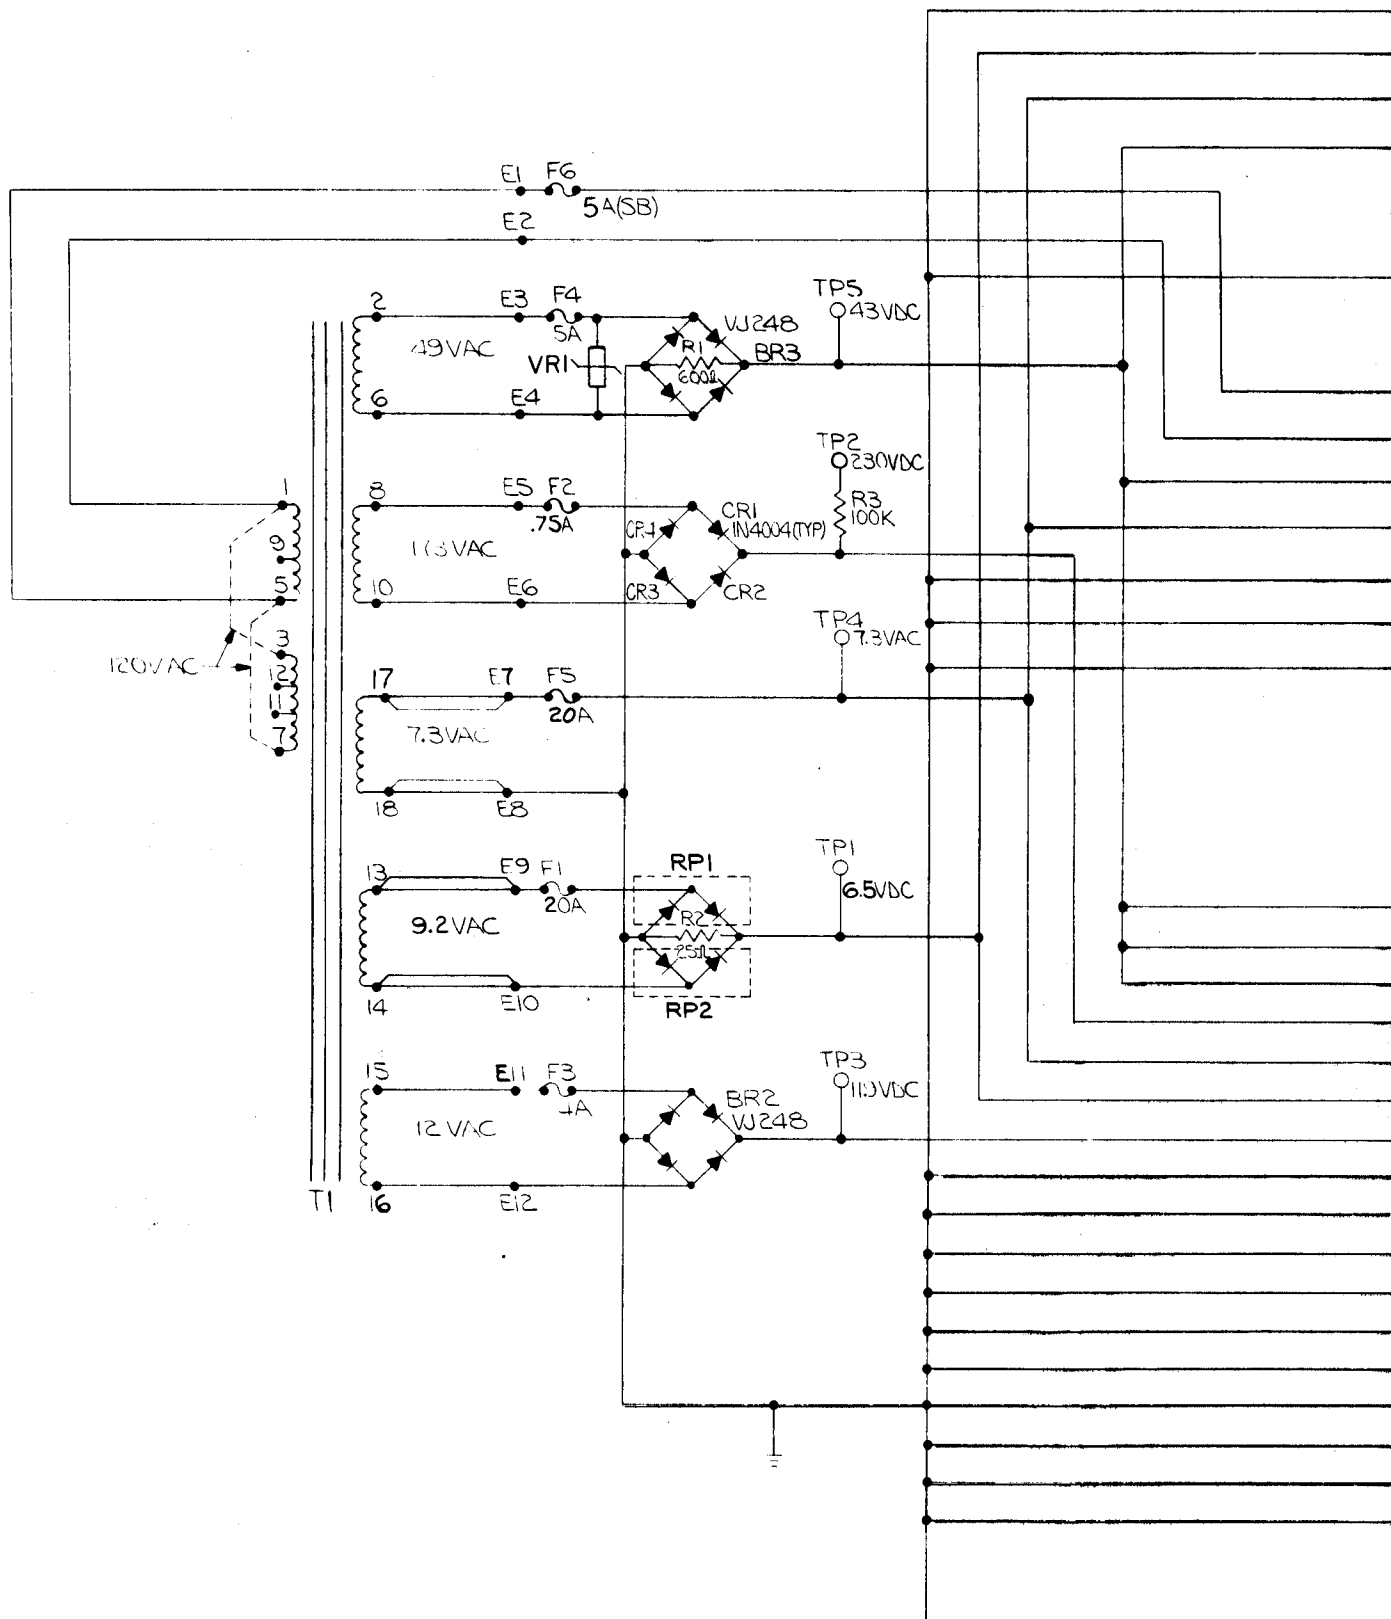 E1 F6
5A(SB)
E2
TP5
43VDC
2 E3 F4
5A
VJ248
49VAC
VR1
R1
600Ω
BR3
6 E4
TP2
230VDC
1 8 E5 F2
.75A
CR1
1N4004(TYP)
R3
100K
9
CR4
5 10 E6
CR3 CR2
TP4
7.3VAC
3
120VAC
12
17 E7 F5
20A
11
7
7.3VAC
18 E8
RP1
TP1
13 E9 F1
20A
6.5VDC
9.2VAC
R2
25Ω
14 E10
RP2
TP3
15 E11 F3
4A
BR2
VJ248
12VAC
T1 16 E12